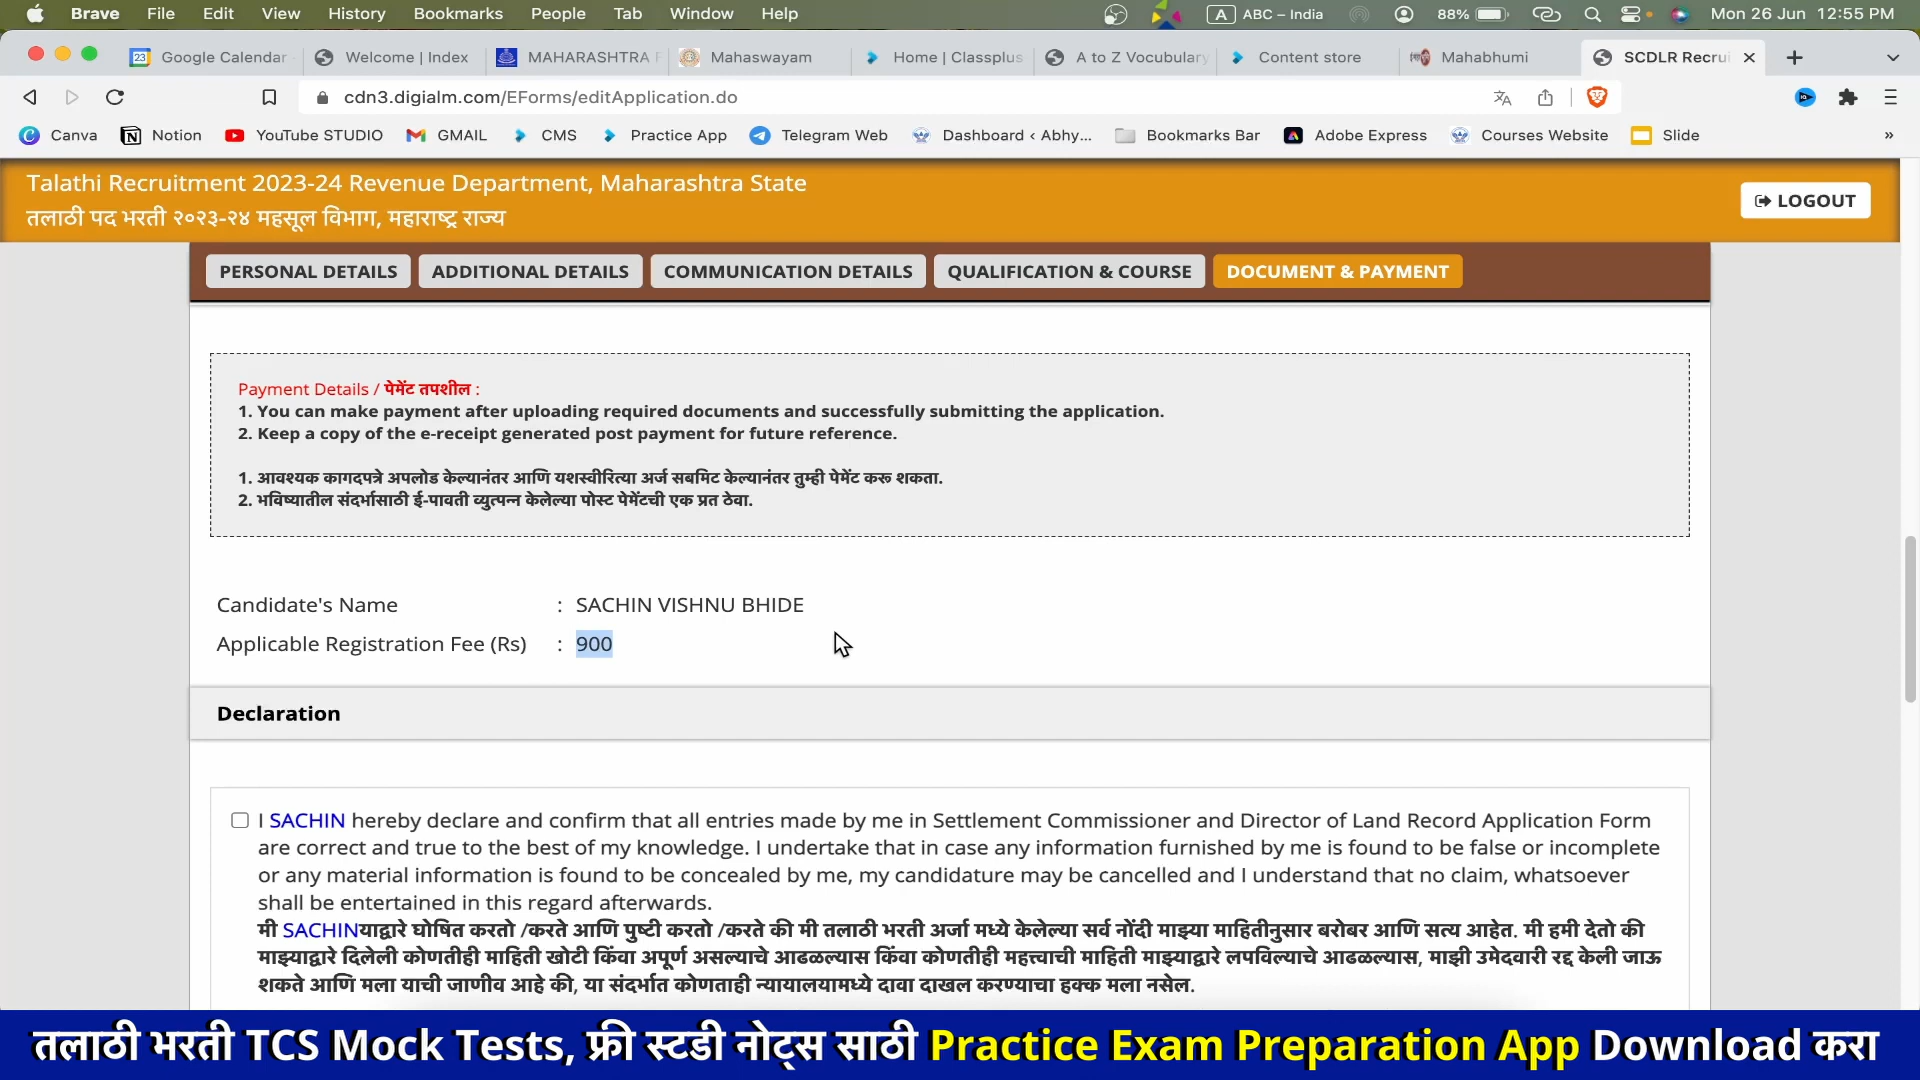 Brave File Edit View History Bookmarks People Tab Window Help A ABC – India 88% Mon 26 Jun 12:55 PM
23 Google Calendar Welcome | Index MAHARASHTRA Mahaswayam Home | Classplus A to Z Vocubulary Content store Mahabhumi SCDLR Recrui
cdn3.digialm.com/EForms/editApplication.do
Canva Notion YouTube STUDIO GMAIL CMS Practice App Telegram Web Dashboard < Abhy... Bookmarks Bar Adobe Express Courses Website Slide »
Talathi Recruitment 2023-24 Revenue Department, Maharashtra State
तलाठी पद भरती २०२३-२४ महसूल विभाग, महाराष्ट्र राज्य
LOGOUT
PERSONAL DETAILS ADDITIONAL DETAILS COMMUNICATION DETAILS QUALIFICATION & COURSE DOCUMENT & PAYMENT
Payment Details / पेमेंट तपशील :
1. You can make payment after uploading required documents and successfully submitting the application.
2. Keep a copy of the e-receipt generated post payment for future reference.
1. आवश्यक कागदपत्रे अपलोड केल्यानंतर आणि यशस्वीरित्या अर्ज सबमिट केल्यानंतर तुम्ही पेमेंट करू शकता.
2. भविष्यातील संदर्भासाठी ई-पावती व्युत्पन्न केलेल्या पोस्ट पेमेंटची एक प्रत ठेवा.
Candidate's Name : SACHIN VISHNU BHIDE
Applicable Registration Fee (Rs) : 900
Declaration
I SACHIN hereby declare and confirm that all entries made by me in Settlement Commissioner and Director of Land Record Application Form
are correct and true to the best of my knowledge. I undertake that in case any information furnished by me is found to be false or incomplete
or any material information is found to be concealed by me, my candidature may be cancelled and I understand that no claim, whatsoever
shall be entertained in this regard afterwards.
मी SACHINयाद्वारे घोषित करतो /करते आणि पुष्टी करतो /करते की मी तलाठी भरती अर्जा मध्ये केलेल्या सर्व नोंदी माझ्या माहितीनुसार बरोबर आणि सत्य आहेत. मी हमी देतो की
माझ्याद्वारे दिलेली कोणतीही माहिती खोटी किंवा अपूर्ण असल्याचे आढळल्यास किंवा कोणतीही महत्त्वाची माहिती माझ्याद्वारे लपविल्याचे आढळल्यास, माझी उमेदवारी रद्द केली जाऊ
शकते आणि मला याची जाणीव आहे की, या संदर्भात कोणताही न्यायालयामध्ये दावा दाखल करण्याचा हक्क मला नसेल.
तलाठी भरती TCS Mock Tests, फ्री स्टडी नोट्स साठी Practice Exam Preparation App Download करा